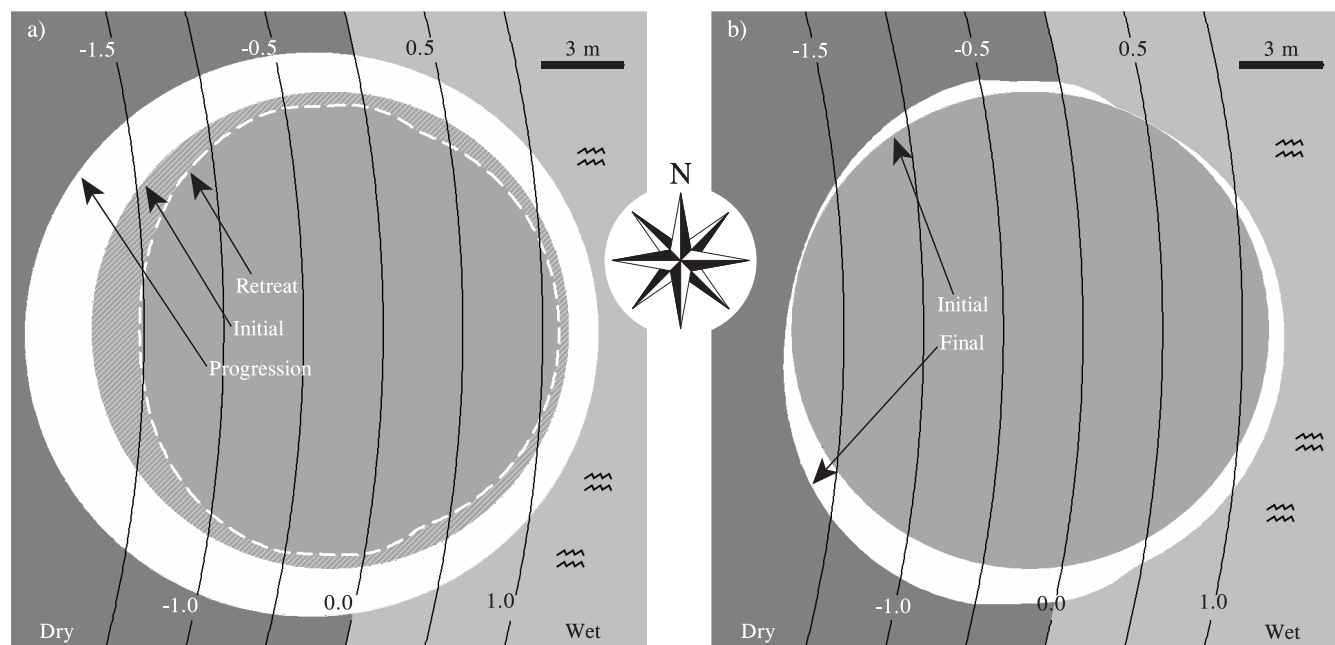 a)
-1.5
-0.5
0.5
3 m
Retreat
Initial
Progression
-1.0
0.0
1.0
Dry
Wet
N
b)
-1.5
-0.5
0.5
3 m
Initial
Final
-1.0
0.0
1.0
Dry
Wet